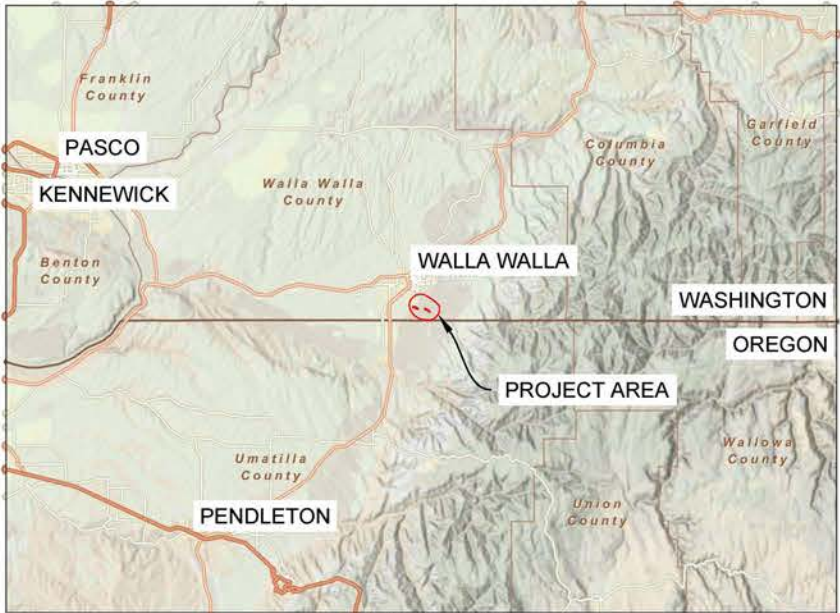 Franklin
County
PASCO
KENNEWICK
Walla Walla
County
Columbia
County
Garfield
County
Benton
County
WALLA WALLA
WASHINGTON
OREGON
PROJECT AREA
Umatilla
County
Wallowa
County
PENDLETON
Union
County